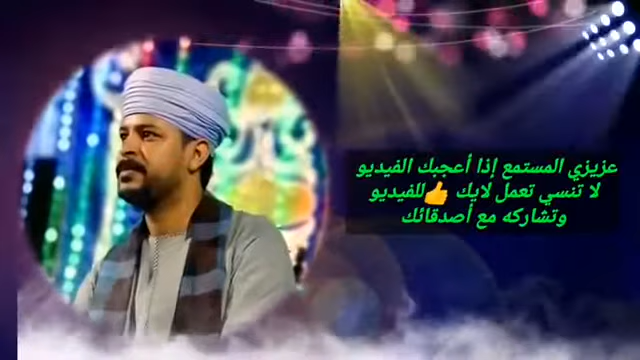 عزيزي المستمع إذا أعجبك الفيديو
لا تنسي تعمل لايك 👍للفيديو
وتشاركه مع أصدقائك